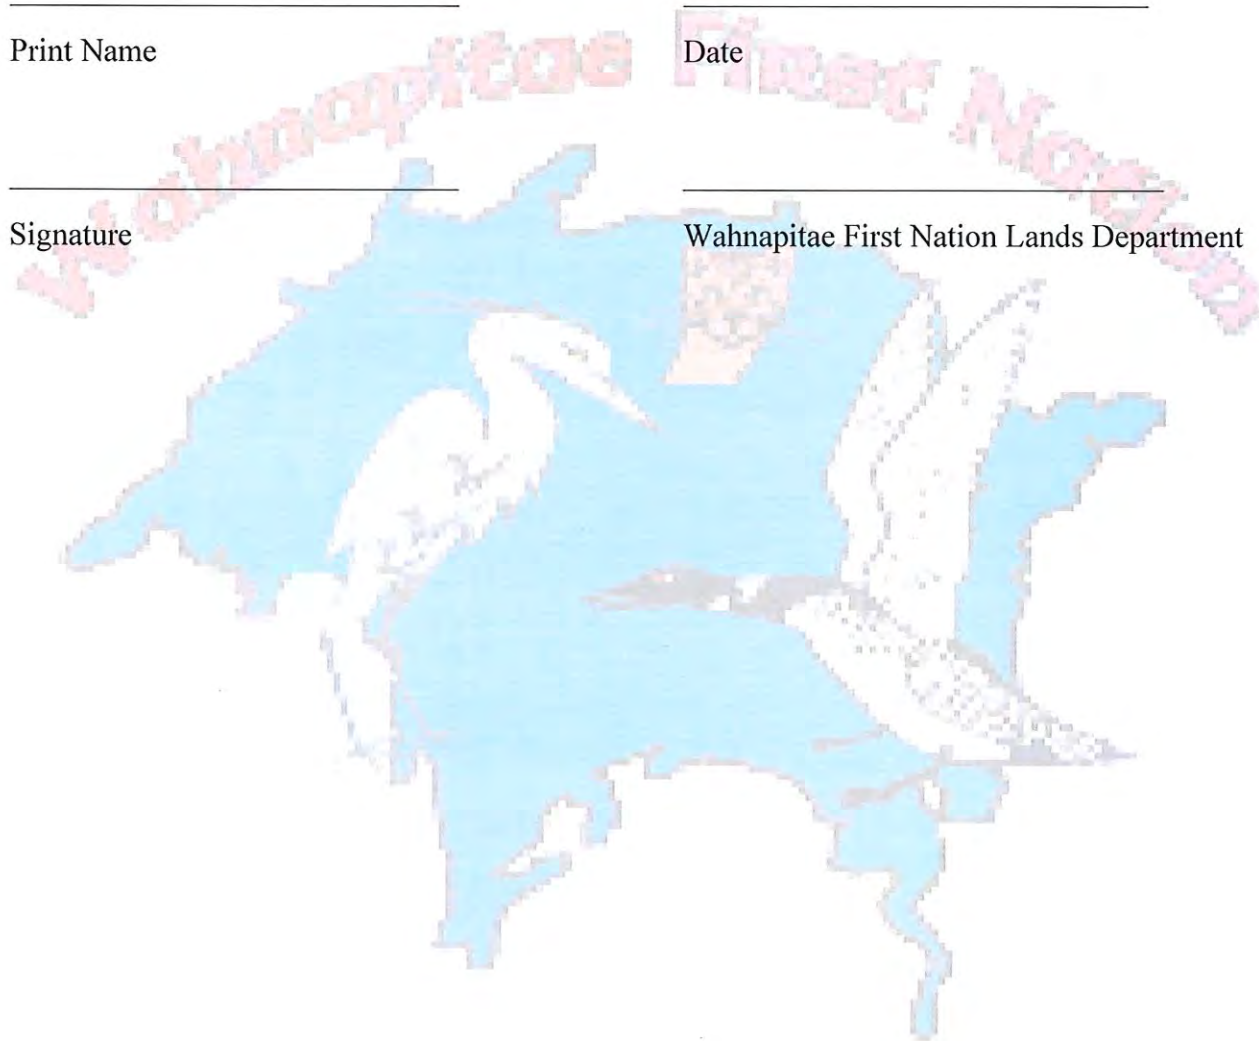 Wahnapitae First Nation
Print Name
Date
Signature
Wahnapitae First Nation Lands Department